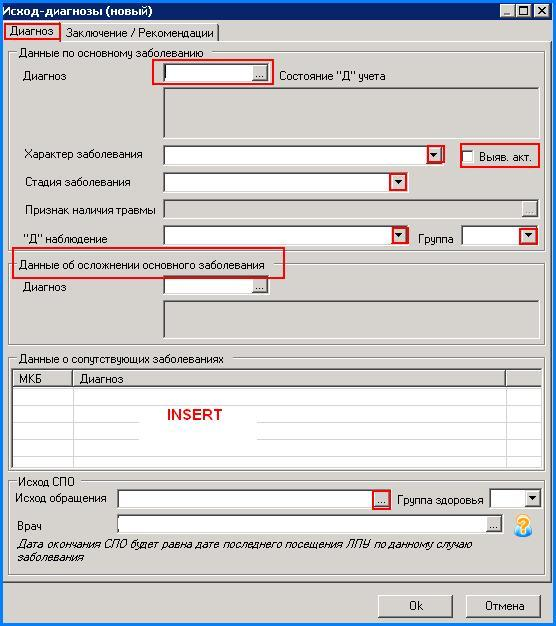 Исход-диагнозы (новый)
Диагноз Заключение / Рекомендации
Данные по основному заболеванию
Диагноз ... Состояние "Д" учета
Характер заболевания Выяв. акт.
Стадия заболевания
Признак наличия травмы ...
"Д" наблюдение Группа
Данные об осложнении основного заболевания
Диагноз ...
Данные о сопутствующих заболеваниях
МКБ Диагноз
INSERT
Исход СПО
Исход обращения ... Группа здоровья
Врач ... ?
Дата окончания СПО будет равна дате последнего посещения ЛПУ по данному случаю
заболевания
Ok Отмена